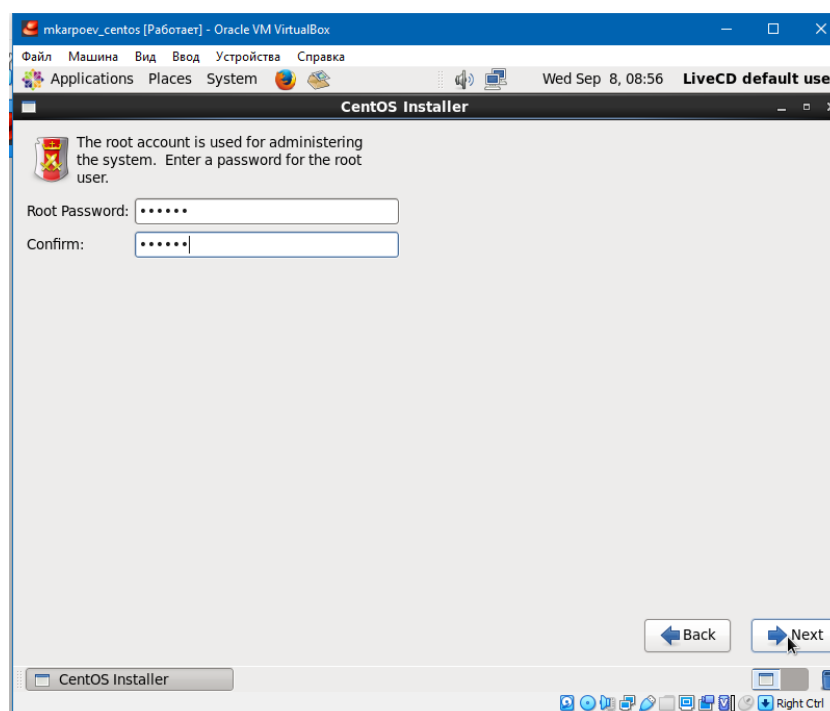 mkarpoev_centos [Работает] - Oracle VM VirtualBox
Файл Машина Вид Ввод Устройства Справка
Applications Places System Wed Sep 8, 08:56 LiveCD default use
CentOS Installer
The root account is used for administering
the system. Enter a password for the root
user.
Root Password: ••••••
Confirm: ••••••
Back Next
CentOS Installer
Right Ctrl